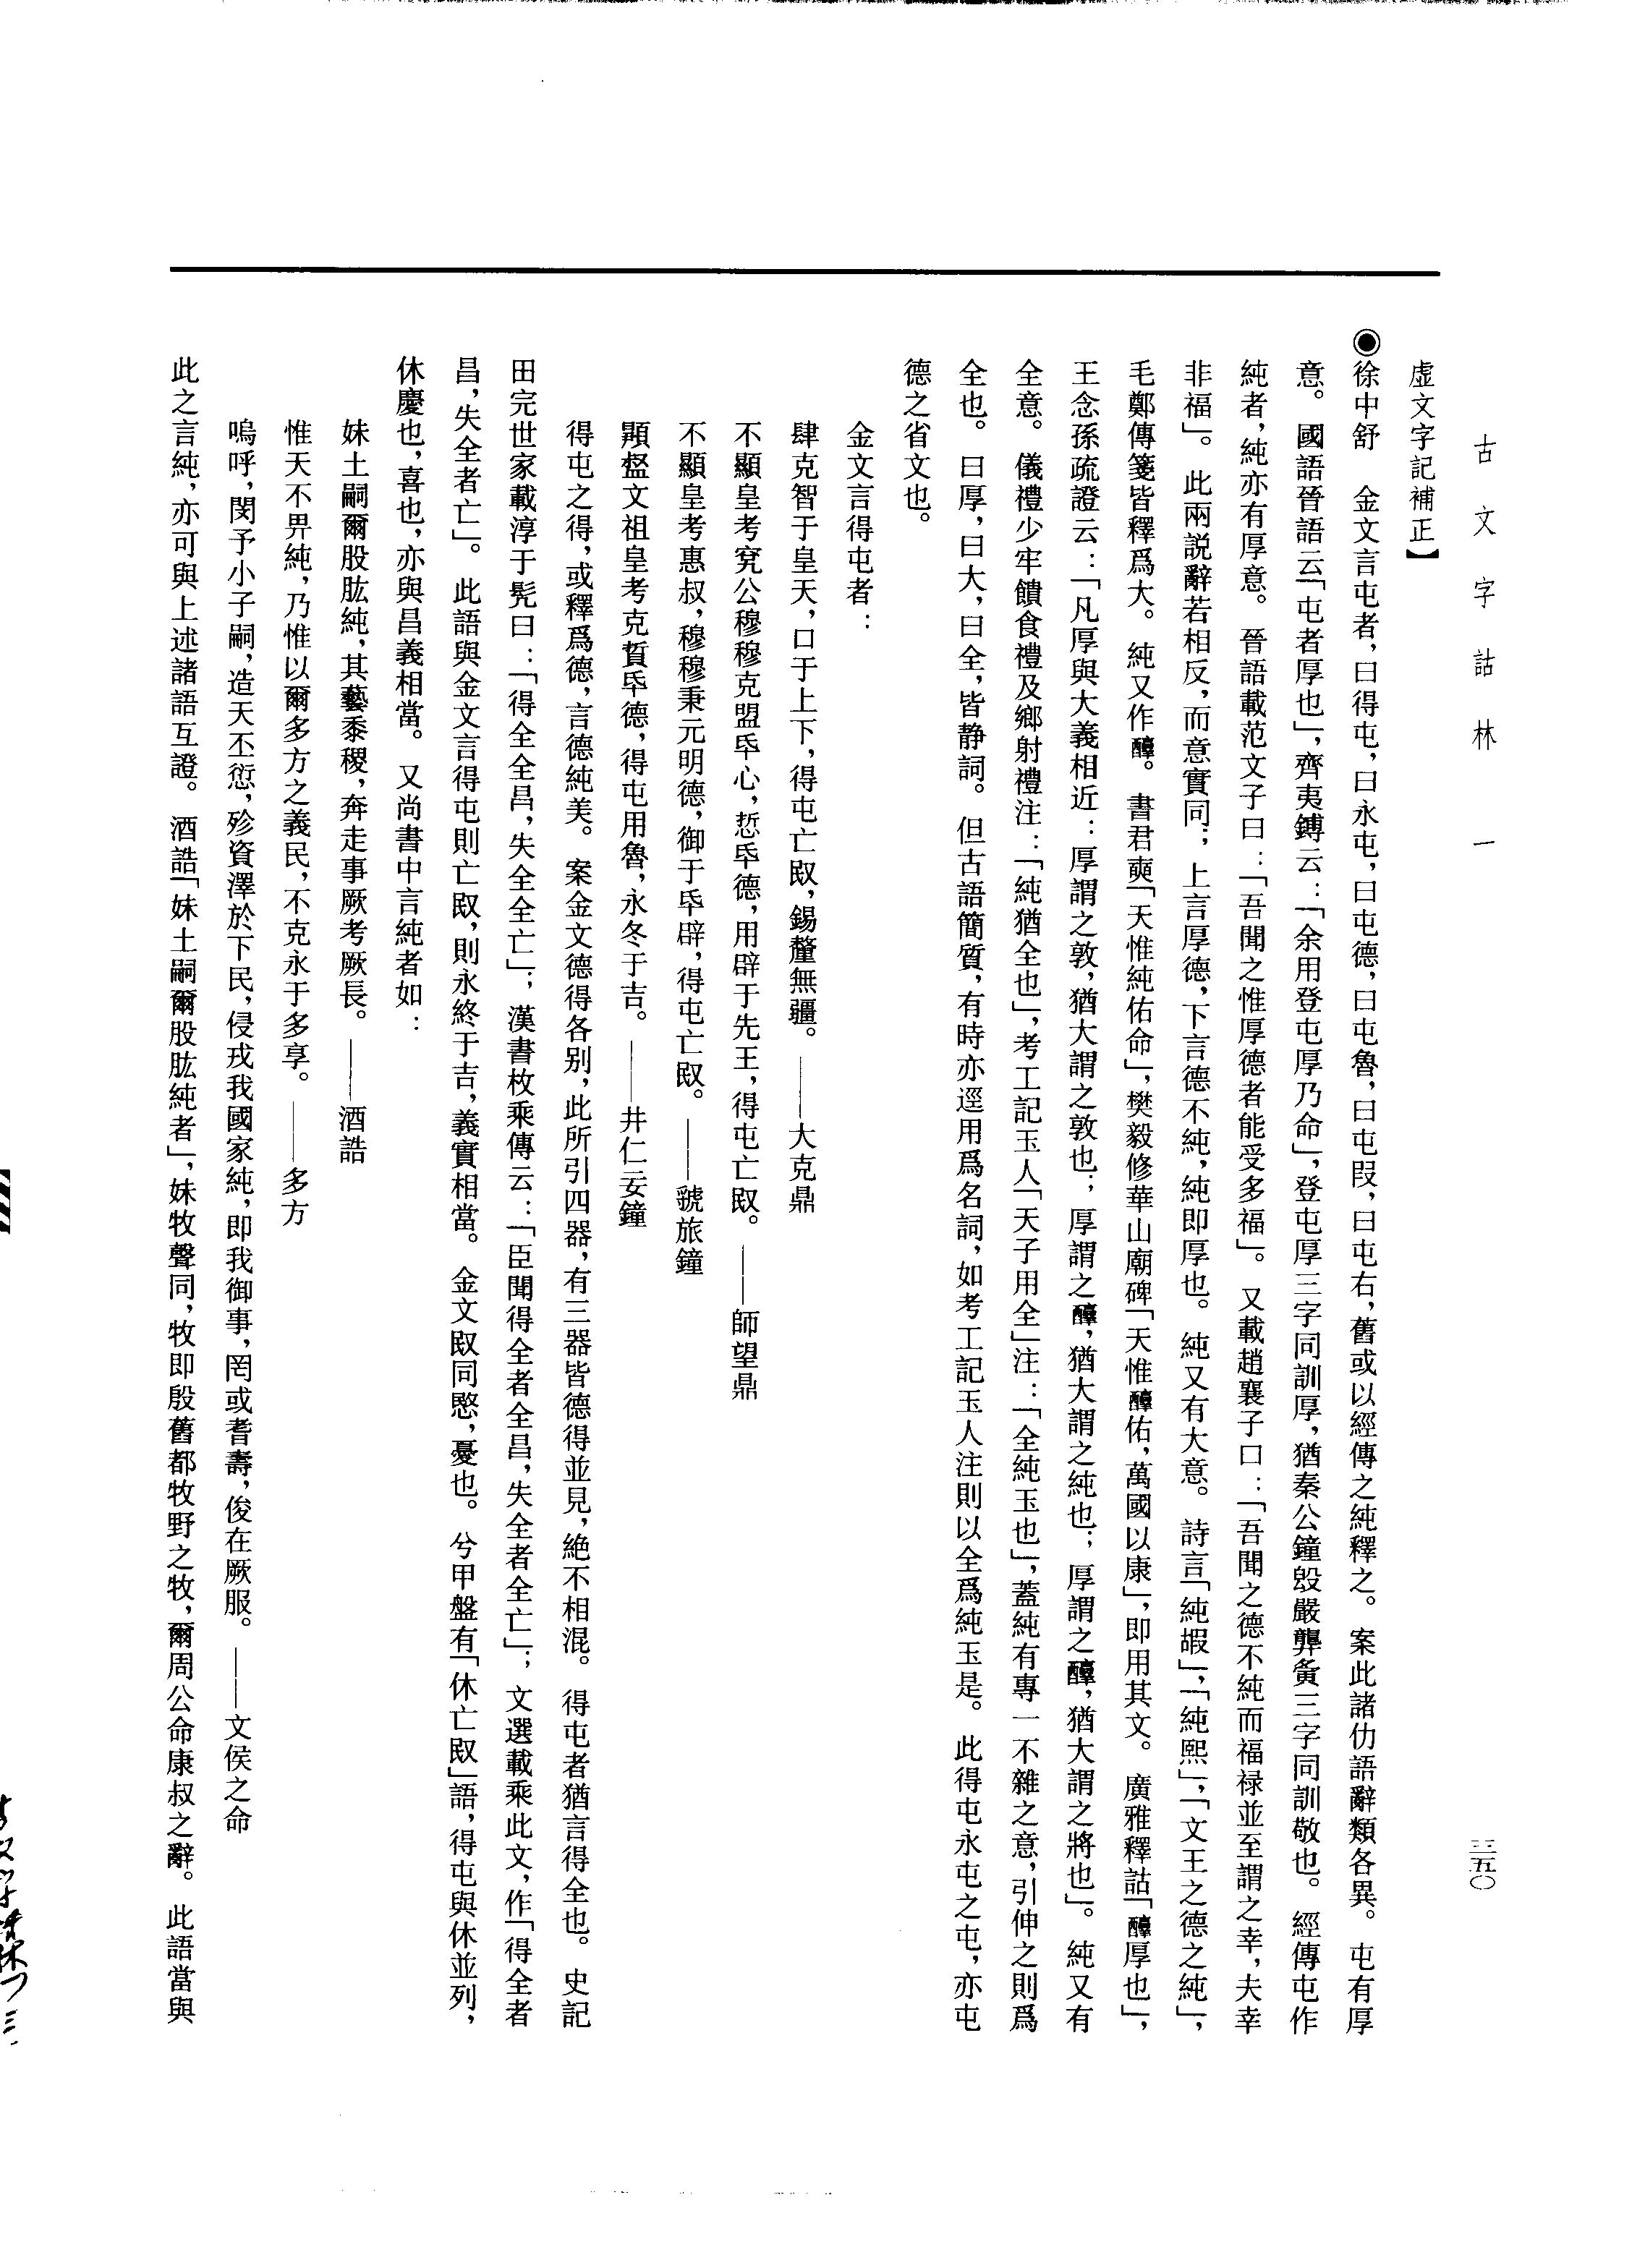 古文字詁林 一
三五〇
虛文字記補正】
◉徐中舒 金文言屯者，曰得屯，曰永屯，曰屯德，曰屯魯，曰屯叚，曰屯右，舊或以經傳之純釋之。案此諸仂語辭類各異。屯有厚
意。國語晉語云「屯者厚也」，齊夷鎛云：「余用登屯厚乃命」，登屯厚三字同訓厚，猶秦公鐘𣪘嚴龏夤三字同訓敬也。經傳屯作
純者，純亦有厚意。晉語載范文子曰：「吾聞之惟厚德者能受多福」。又載趙襄子曰：「吾聞之德不純而福禄並至謂之幸，夫幸
非福」。此兩説辭若相反，而意實同；上言厚德，下言德不純，純即厚也。純又有大意。詩言「純嘏」，「純熙」，「文王之德之純」，
毛鄭傳箋皆釋爲大。純又作醇。書君奭「天惟純佑命」，樊毅修華山廟碑「天惟醇佑，萬國以康」，即用其文。廣雅釋詁「醇厚也」，
王念孫疏證云：「凡厚與大義相近：厚謂之敦，猶大謂之敦也；厚謂之醇，猶大謂之純也；厚謂之醰，猶大謂之將也」。純又有
全意。儀禮少牢饋食禮及鄉射禮注：「純猶全也」，考工記玉人「天子用全」注：「全純玉也」，蓋純有專一不雜之意，引伸之則爲
全也。曰厚，曰大，曰全，皆静詞。但古語簡質，有時亦逕用爲名詞，如考工記玉人注則以全爲純玉是。此得屯永屯之屯，亦屯
德之省文也。
金文言得屯者：
肆克智于皇天，口于上下，得屯亡敃，錫釐無疆。——大克鼎
不顯皇考宄公穆穆克盟氒心，悊氒德，用辟于先王，得屯亡敃。——師望鼎
不顯皇考惠叔，穆穆秉元明德，御于氒辟，得屯亡敃。——虢旅鐘
顯盄文祖皇考克質氒德，得屯用魯，永冬于吉。——井仁妄鐘
得屯之得，或釋爲德，言德純美。案金文德得各别，此所引四器，有三器皆德得並見，絶不相混。得屯者猶言得全也。史記
田完世家載淳于髡曰：「得全全昌，失全全亡」；漢書枚乘傳云：「臣聞得全者全昌，失全者全亡」；文選載乘此文，作「得全者
昌，失全者亡」。此語與金文言得屯則亡敃，則永終于吉，義實相當。金文敃同愍，憂也。兮甲盤有「休亡敃」語，得屯與休並列，
休慶也，喜也，亦與昌義相當。又尚書中言純者如：
妹土嗣爾股肱純，其藝黍稷，奔走事厥考厥長。——酒誥
惟天不畀純，乃惟以爾多方之義民，不克永于多享。——多方
嗚呼，閔予小子嗣，造天丕愆，殄資澤於下民，侵戎我國家純，即我御事，罔或耆壽，俊在厥服。——文侯之命
此之言純，亦可與上述諸語互證。酒誥「妹土嗣爾股肱純者」，妹牧聲同，牧即殷舊都牧野之牧，爾周公命康叔之辭。此語當與